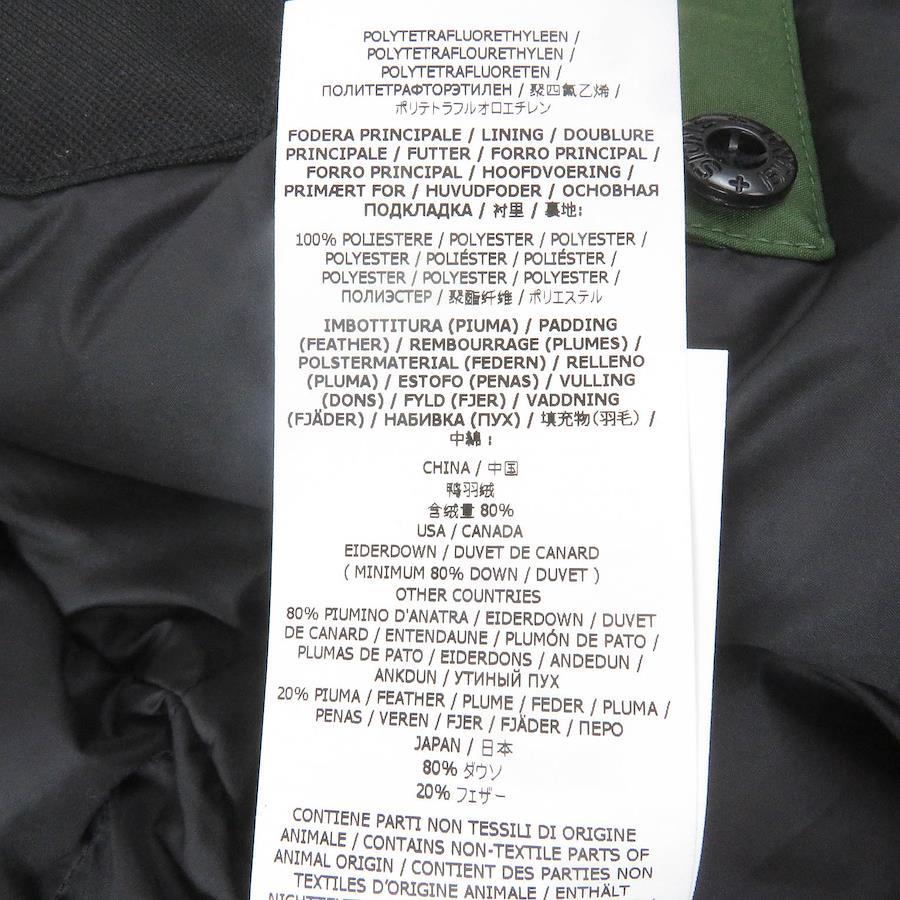 POLYTETRAFLUORETHYLEEN /
POLYTETRAFLOURETHYLEN /
POLYTETRAFLUORETEN /
ПОЛИТЕТРАФТОРЭТИЛЕН / 聚四氟乙烯 /
ポリテトラフルオロエチレン
FODERA PRINCIPALE / LINING / DOUBLURE
PRINCIPALE / FUTTER / FORRO PRINCIPAL /
FORRO PRINCIPAL / HOOFDVOERING /
PRIMÆRT FOR / HUVUDFODER / ОСНОВНАЯ
ПОДКЛАДКА / 衬里 / 裏地:
100% POLIESTERE / POLYESTER / POLYESTER /
POLYESTER / POLIÉSTER / POLIÉSTER /
POLYESTER / POLYESTER / POLYESTER /
ПОЛИЭСТЕР / 聚酯纤维 / ポリエステル
IMBOTTITURA (PIUMA) / PADDING
(FEATHER) / REMBOURRAGE (PLUMES) /
POLSTERMATERIAL (FEDERN) / RELLENO
(PLUMA) / ESTOFO (PENAS) / VULLING
(DONS) / FYLD (FJER) / VADDNING
(FJÄDER) / НАБИВКА (ПУХ) / 填充物(羽毛) /
中綿:
CHINA / 中国
鸭羽绒
含绒量 80%
USA / CANADA
EIDERDOWN / DUVET DE CANARD
( MINIMUM 80% DOWN / DUVET )
OTHER COUNTRIES
80% PIUMINO D'ANATRA / EIDERDOWN / DUVET
DE CANARD / ENTENDAUNE / PLUMÓN DE PATO /
PLUMAS DE PATO / EIDERDONS / ANDEDUN /
ANKDUN / УТИНЫЙ ПУХ
20% PIUMA / FEATHER / PLUME / FEDER / PLUMA /
PENAS / VEREN / FJER / FJÄDER / ПЕРО
JAPAN / 日本
80% ダウン
20% フェザー
CONTIENE PARTI NON TESSILI DI ORIGINE
ANIMALE / CONTAINS NON-TEXTILE PARTS OF
ANIMAL ORIGIN / CONTIENT DES PARTIES NON
TEXTILES D'ORIGINE ANIMALE / ENTHÄLT